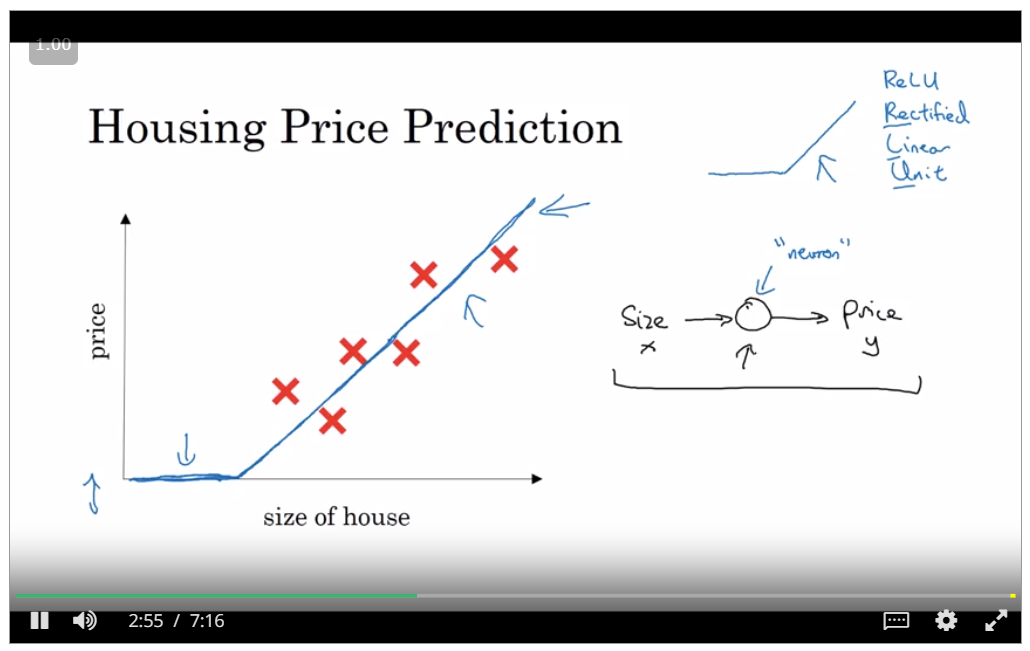 1.00
Housing Price Prediction
ReLU
Rectified
Linear
Unit
"neuron"
price
Size
Price
x
y
size of house
2:55 / 7:16